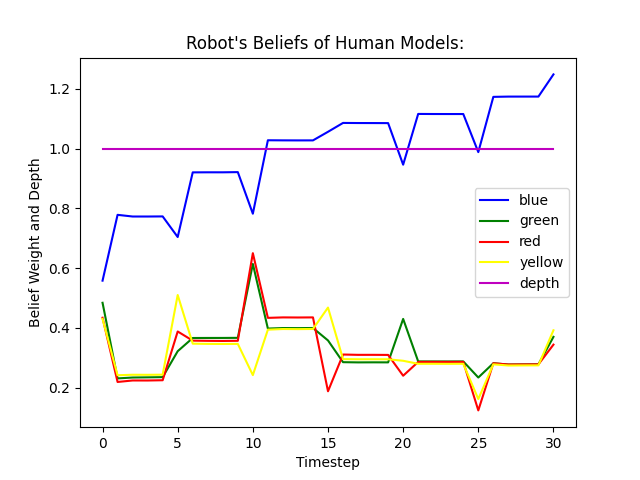 Robot's Beliefs of Human Models:
Belief Weight and Depth
1.2
1.0
0.8
0.6
0.4
0.2
blue
green
red
yellow
depth
0 5 10 15 20 25 30
Timestep